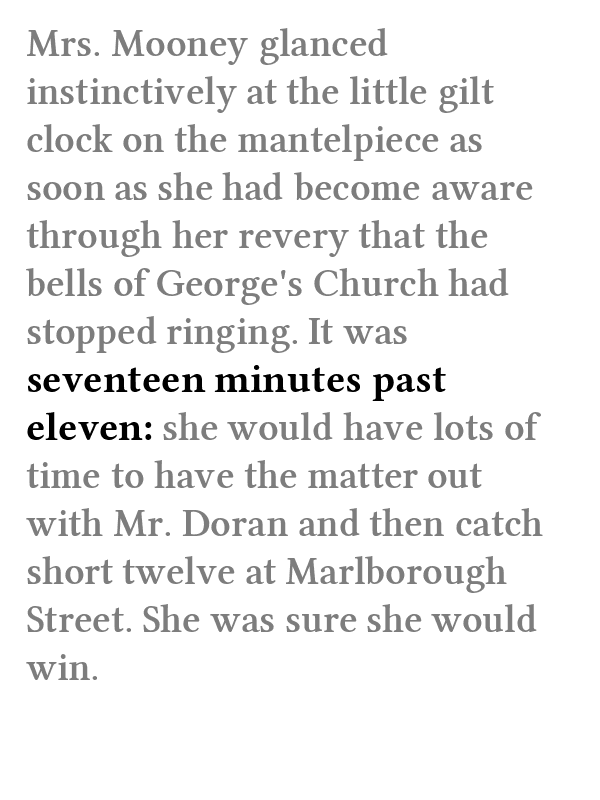 Mrs. Mooney glanced
instinctively at the little gilt
clock on the mantelpiece as
soon as she had become aware
through her revery that the
bells of George's Church had
stopped ringing. It was
seventeen minutes past
eleven: she would have lots of
time to have the matter out
with Mr. Doran and then catch
short twelve at Marlborough
Street. She was sure she would
win.